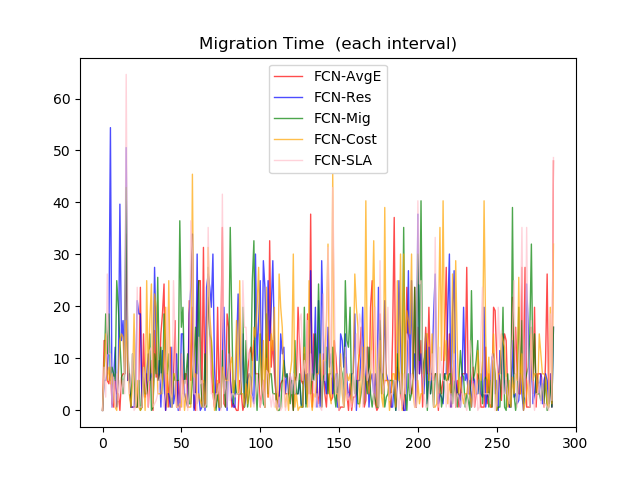 Migration Time  (each interval)
FCN-AvgE
FCN-Res
FCN-Mig
FCN-Cost
FCN-SLA
60
50
40
30
20
10
0
0 50 100 150 200 250 300